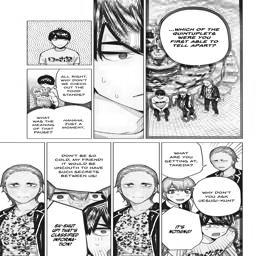 ...WHICH OF THE
QUINTUPLETS
WERE YOU
FIRST ABLE TO
TELL APART?
ALL RIGHT,
WHY DON'T WE
CHECK OUT
THE FOOD
STANDS?
WHAT WAS
THE MEANING
OF THAT
PAUSE?
HAHAHA,
JUST A
MOMENT,
WHAT
ARE YOU
GETTING AT,
TAKEDA?
WHY DON'T
YOU ASK
UESUGI-KUN?
IT'S
NOTHING!
DON'T BE SO
COLD, MY FRIEND!
IT WOULD BE
UNCOUTH TO HAVE
SUCH SECRETS
BETWEEN US!
SU-SHUT
UP! THAT'S
CLASSIFIED
INFORMA-
TION!